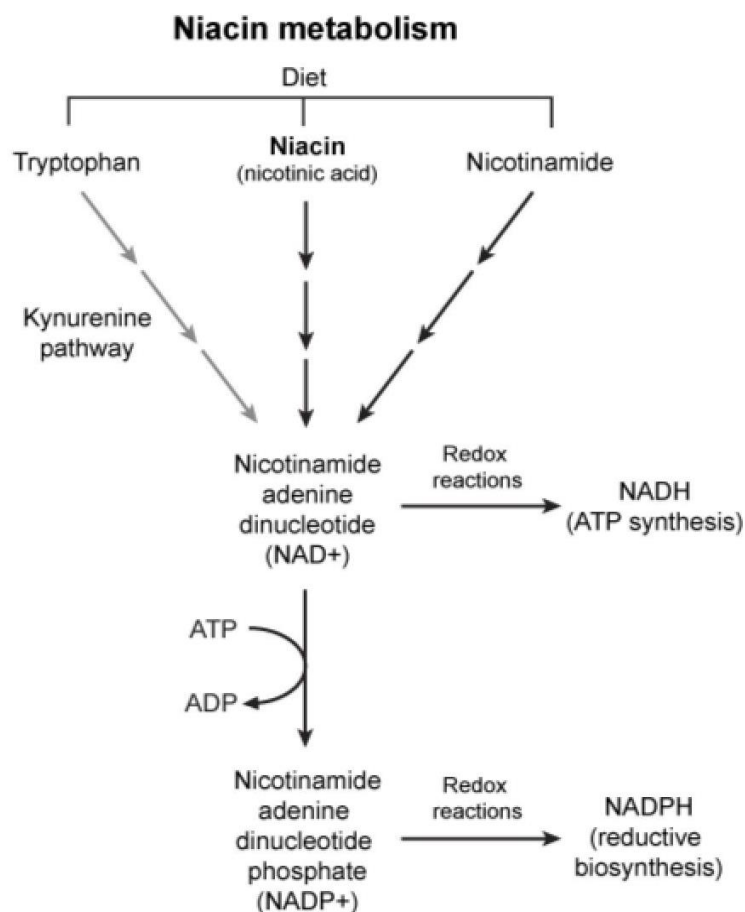 Niacin metabolism
Diet
Tryptophan
Niacin
(nicotinic acid)
Nicotinamide
Kynurenine
pathway
Nicotinamide
adenine
dinucleotide
(NAD+)
Redox
reactions
NADH
(ATP synthesis)
ATP
ADP
Nicotinamide
adenine
dinucleotide
phosphate
(NADP+)
Redox
reactions
NADPH
(reductive
biosynthesis)